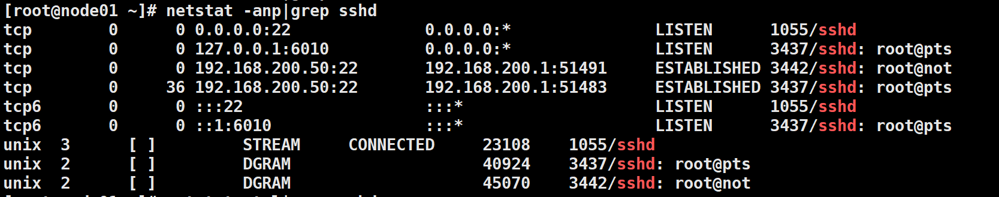 [root@node01 ~]# netstat -anp|grep sshd
tcp        0      0 0.0.0.0:22              0.0.0.0:*               LISTEN      1055/sshd
tcp        0      0 127.0.0.1:6010          0.0.0.0:*               LISTEN      3437/sshd: root@pts
tcp        0      0 192.168.200.50:22       192.168.200.1:51491     ESTABLISHED 3442/sshd: root@not
tcp        0     36 192.168.200.50:22       192.168.200.1:51483     ESTABLISHED 3437/sshd: root@pts
tcp6       0      0 :::22                   :::*                    LISTEN      1055/sshd
tcp6       0      0 ::1:6010                :::*                    LISTEN      3437/sshd: root@pts
unix  3      [ ]         STREAM     CONNECTED     23108    1055/sshd
unix  2      [ ]         DGRAM                    40924    3437/sshd: root@pts
unix  2      [ ]         DGRAM                    45070    3442/sshd: root@not